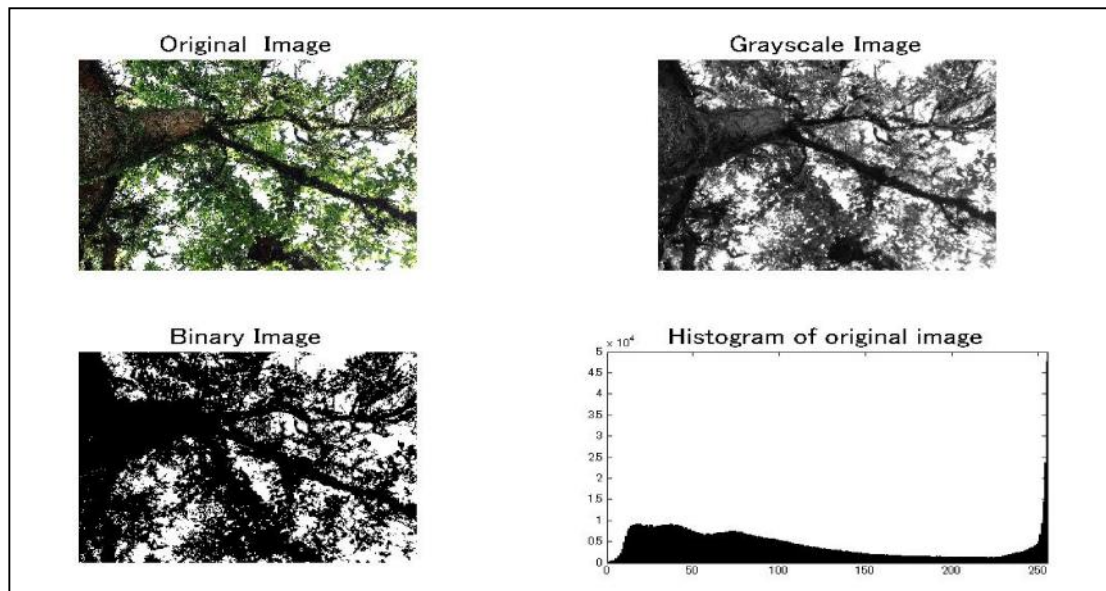 Original Image
Grayscale Image
Binary Image
Histogram of original image
× 10⁴
5
4.5
4
3.5
3
2.5
2
1.5
1
0.5
0
0 50 100 150 200 250